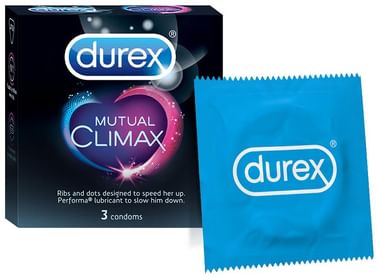 durex®
MUTUAL
CLIMAX
Ribs and dots designed to speed her up.
Performa® lubricant to slow him down.
3 condoms
durex®